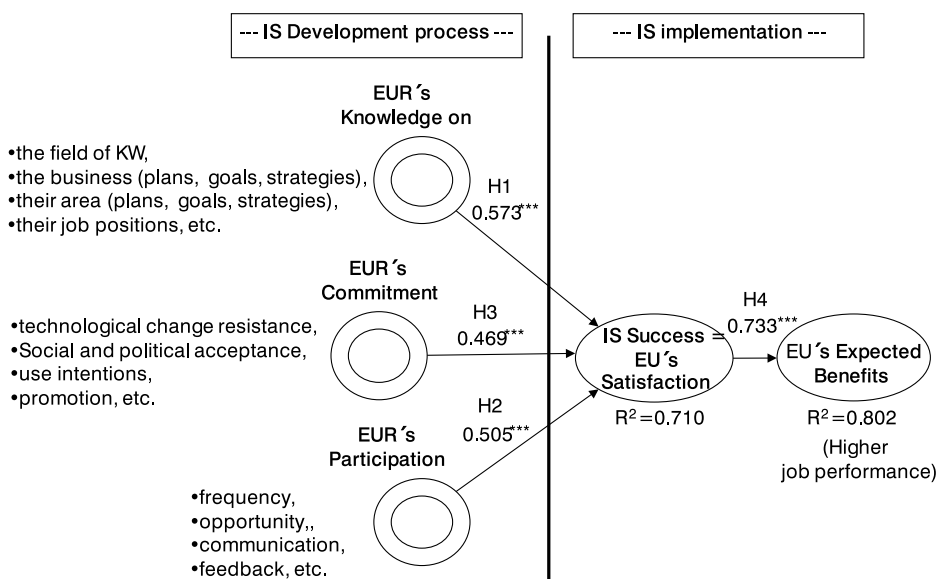 --- IS Development process ---
--- IS implementation ---
EUR´s
Knowledge on
•the field of KW,
•the business (plans, goals, strategies),
•their area (plans, goals, strategies),
•their job positions, etc.
H1
0.573***
EUR´s
Commitment
•technological change resistance,
•Social and political acceptance,
•use intentions,
•promotion, etc.
H3
0.469***
H2
0.505***
EUR´s
Participation
•frequency,
•opportunity,,
•communication,
•feedback, etc.
IS Success =
EU´s
Satisfaction
R²=0.710
H4
0.733***
EU´s Expected
Benefits
R²=0.802
(Higher
job performance)